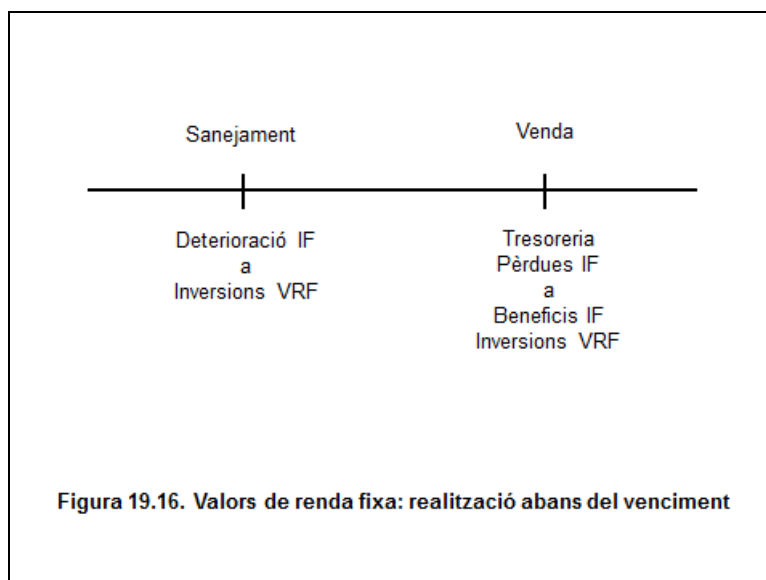 Sanejament
Venda
Deterioració IF
a
Inversions VRF
Tresoreria
Pèrdues IF
a
Beneficis IF
Inversions VRF
Figura 19.16. Valors de renda fixa: realització abans del venciment